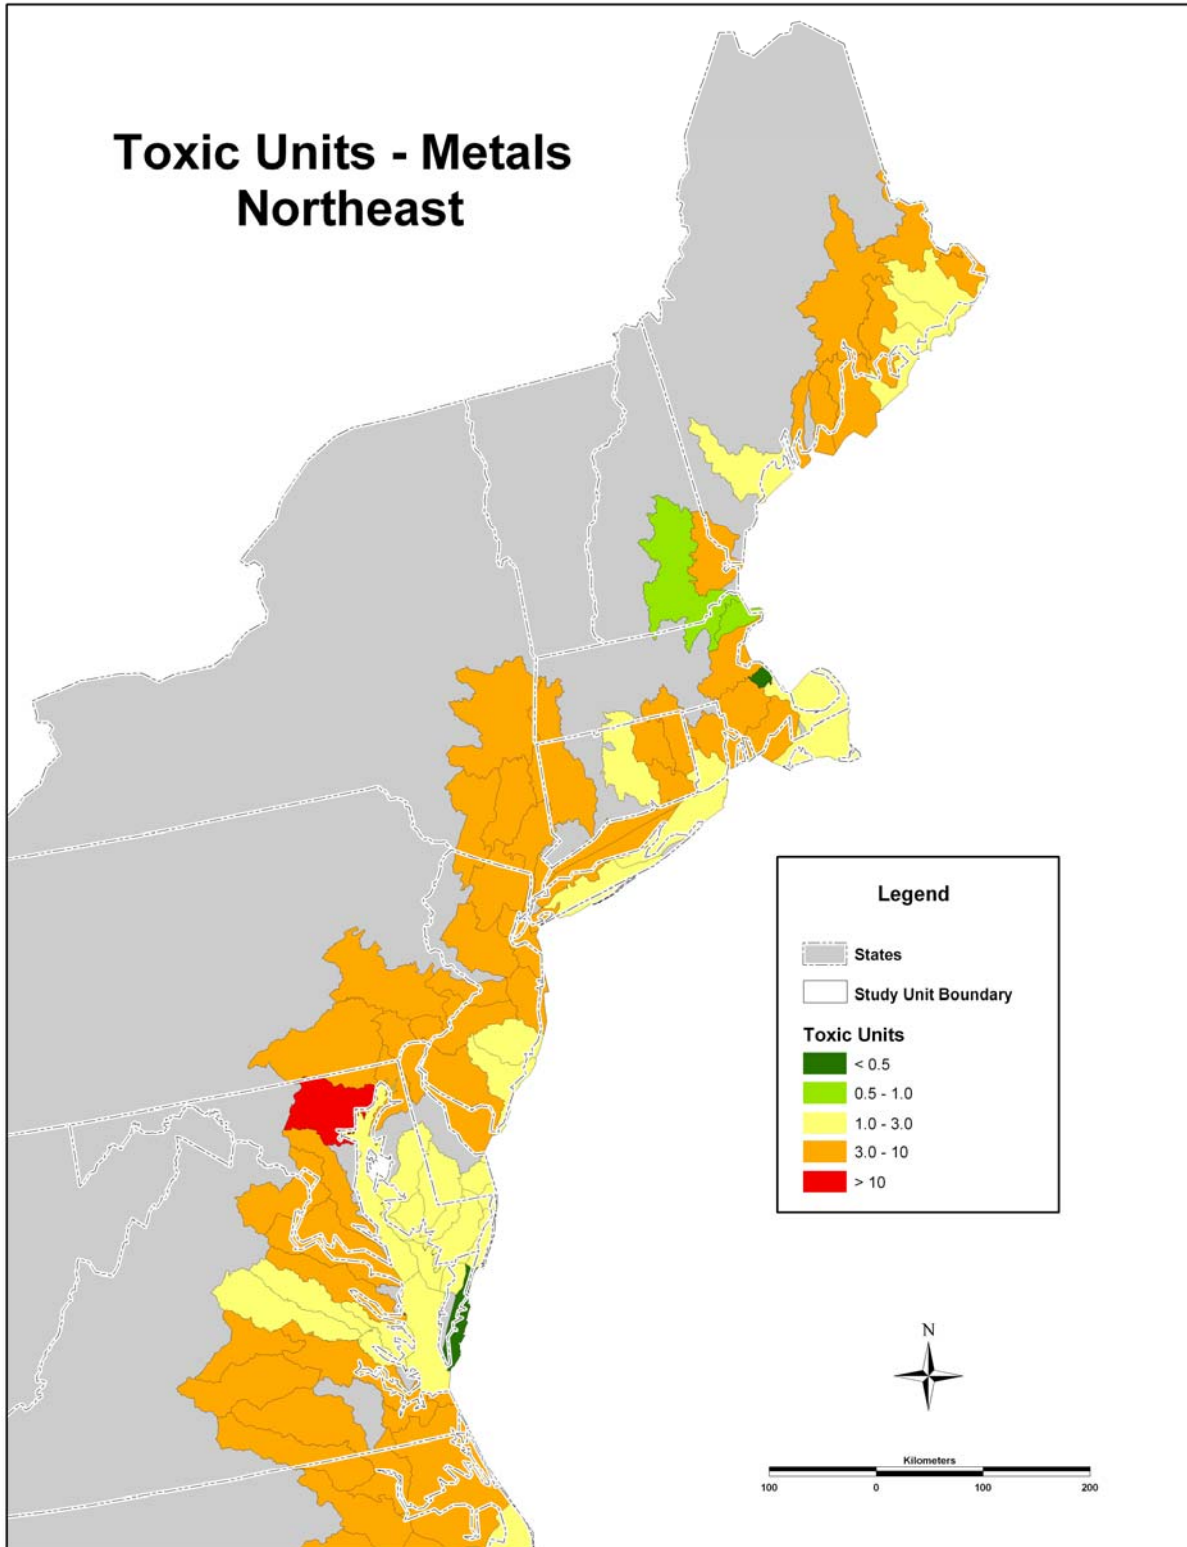 Toxic Units - Metals
Northeast
Legend
States
Study Unit Boundary
Toxic Units
< 0.5
0.5 - 1.0
1.0 - 3.0
3.0 - 10
> 10
N
Kilometers
100 0 100 200